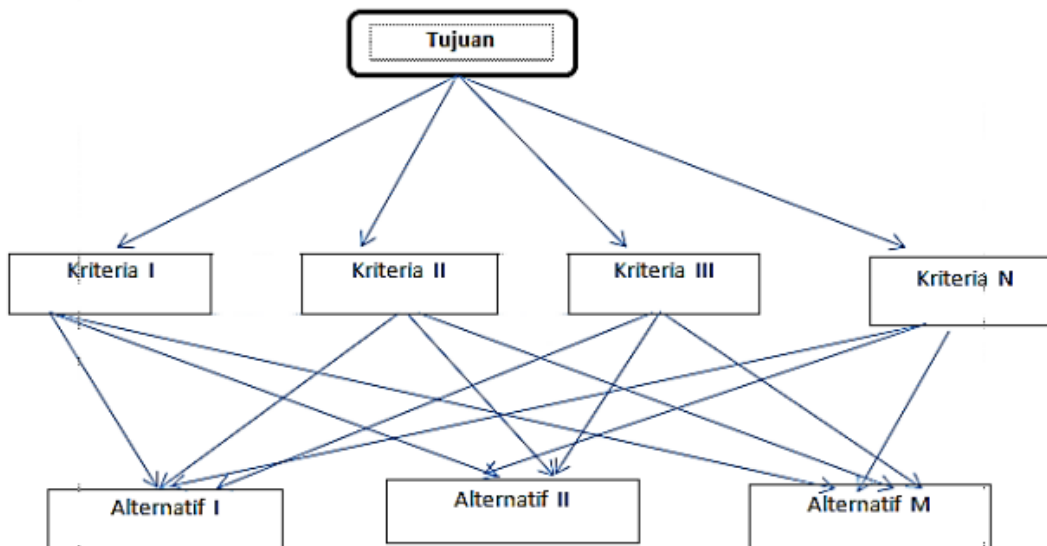 Tujuan
Kriteria I
Kriteria II
Kriteria III
Kriteria N
Alternatif I
Alternatif II
Alternatif M